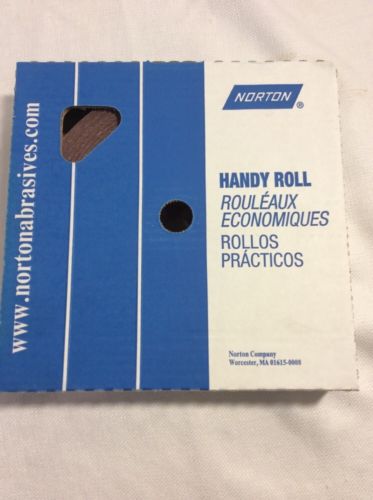 www.nortonabrasives.com
NORTON
®
HANDY ROLL
ROULÉAUX
ECONOMIQUES
ROLLOS
PRÁCTICOS
Norton Company
Worcester, MA 01615-0008